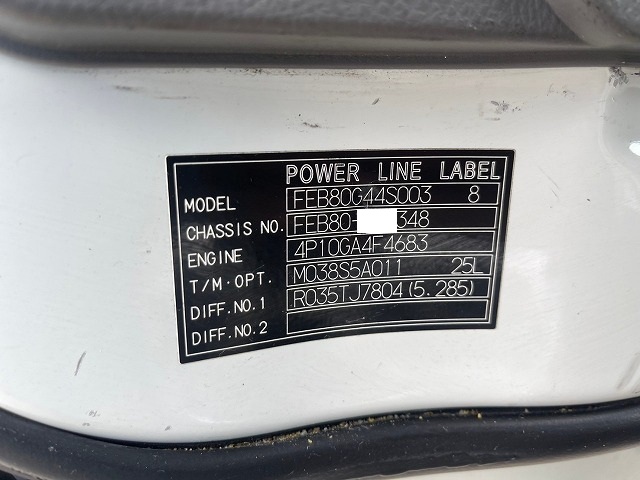 POWER LINE LABEL
MODEL FEB80G44S003 8
CHASSIS NO. FEB80- 348
ENGINE 4P10GA4F4683
T/M·OPT. M038S5A011 25L
DIFF.NO.1 R035TJ7804(5.285)
DIFF.NO.2